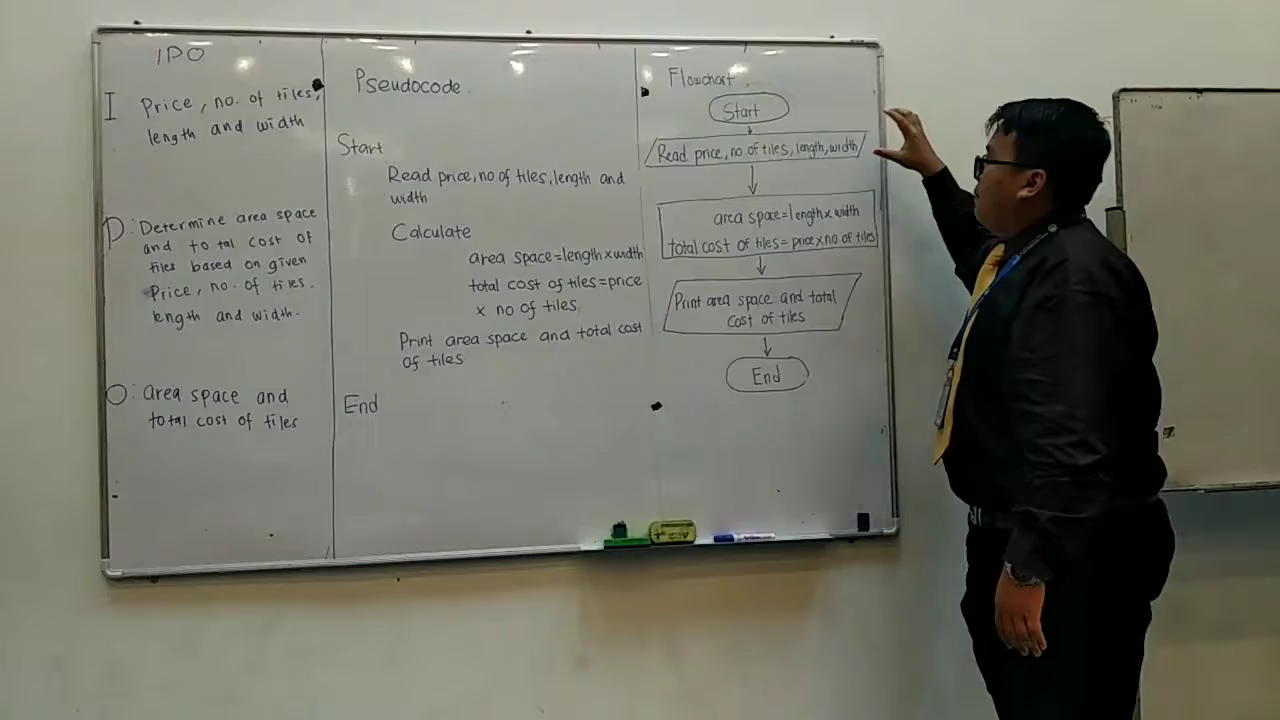 IPO
I Price, no. of tiles,
length and width
P: Determine area space
and total cost of
tiles based on given
Price, no. of tiles.
length and width.
O: area space and
total cost of tiles
Pseudocode.
Start
Read price, no of tiles, length and
width
Calculate
area space=length x width
total cost of tiles=price
x no of tiles
Print area space and total cost
of tiles
End
Flowchart.
Start
Read price, no of tiles, length, width
area space=length x width
total cost of tiles=price x no of tiles
Print area space and total
cost of tiles
End